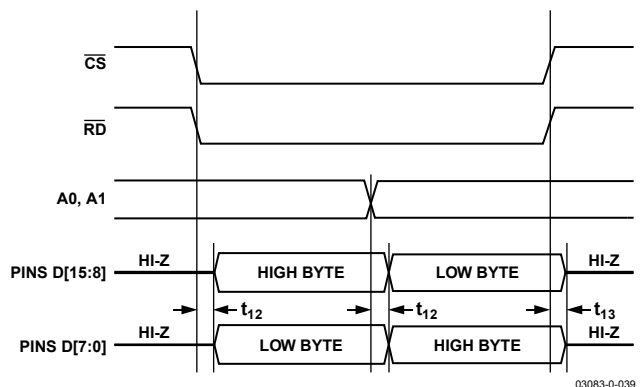 CS
RD
A0, A1
HI-Z HI-Z
PINS D[15:8] HIGH BYTE LOW BYTE
t12 t12 t13
HI-Z HI-Z
PINS D[7:0] LOW BYTE HIGH BYTE
03083-0-039